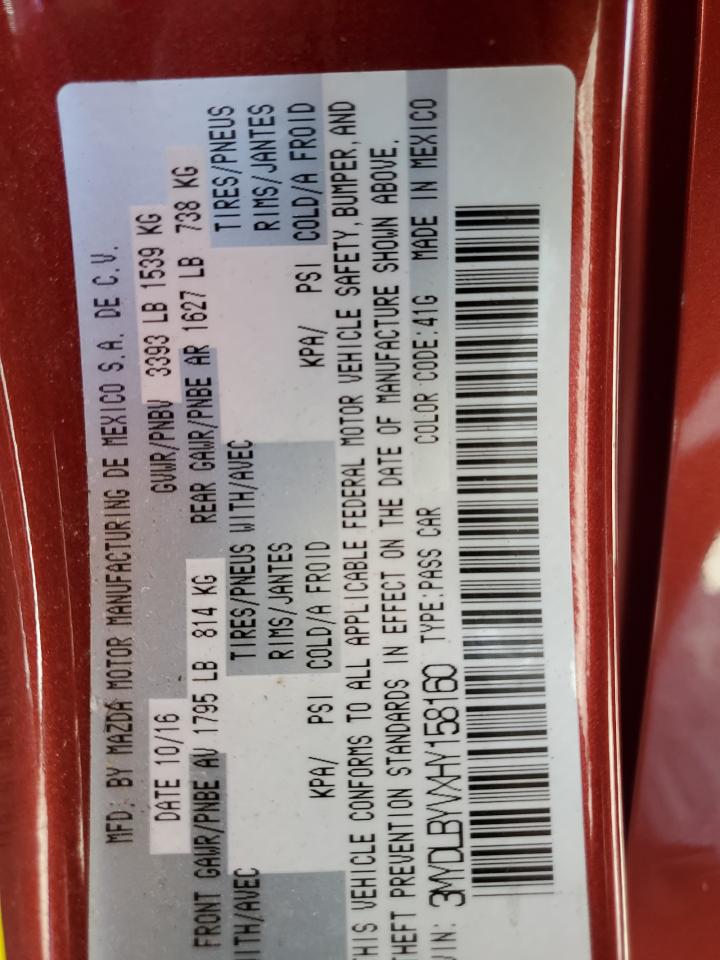 MFD. BY MAZDA MOTOR MANUFACTURING DE MEXICO S.A. DE C.V.
DATE 10/16 GVWR/PNBV 3393 LB 1539 KG
FRONT GAWR/PNBE AV 1795 LB 814 KG REAR GAWR/PNBE AR 1627 LB 738 KG
WITH/AVEC TIRES/PNEUS WITH/AVEC TIRES/PNEUS
RIMS/JANTES RIMS/JANTES
KPA/ PSI COLD/A FROID KPA/ PSI COLD/A FROID
THIS VEHICLE CONFORMS TO ALL APPLICABLE FEDERAL MOTOR VEHICLE SAFETY, BUMPER, AND
THEFT PREVENTION STANDARDS IN EFFECT ON THE DATE OF MANUFACTURE SHOWN ABOVE.
VIN: 3MYDLBYVXHY158160 TYPE:PASS CAR COLOR CODE:41G MADE IN MEXICO